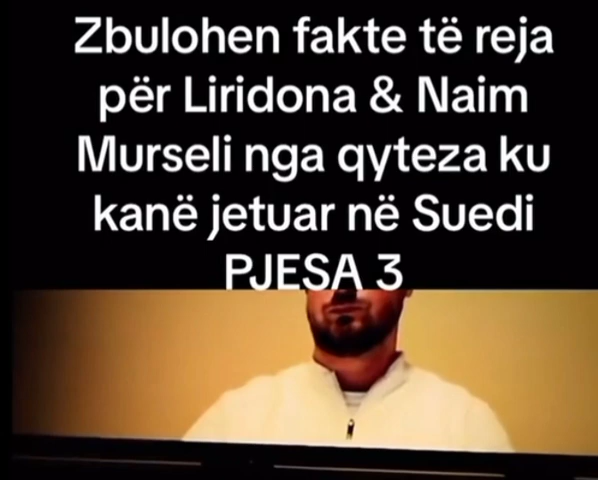 Zbulohen fakte të reja
për Liridona & Naim
Murseli nga qyteza ku
kanë jetuar në Suedi
PJESA 3